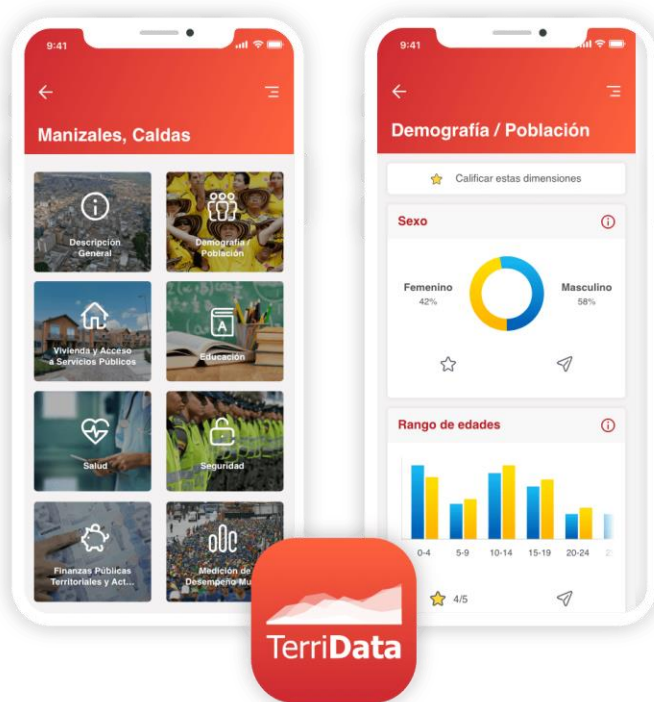 9:41
Manizales, Caldas
Descripción
General
Demografía /
Población
Vivienda y Acceso
a Servicios Públicos
A
Educación
Salud
Seguridad
Finanzas Públicas
Territoriales y Act...
Medición de
Desempeño
9:41
Demografía / Población
Calificar estas dimensiones
Sexo
Femenino
42%
Masculino
58%
Rango de edades
0-4 5-9 10-14 15-19 20-24
4/5
TerriData